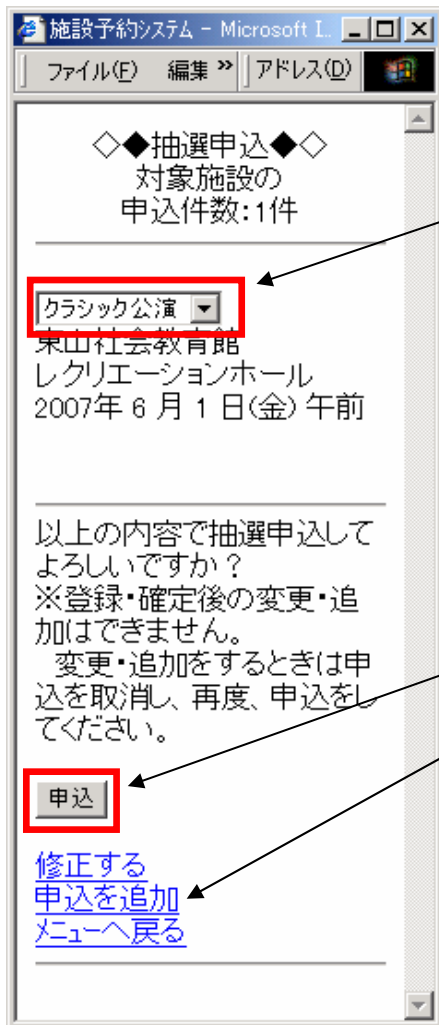 施設予約システム - Microsoft I...
ファイル(F) 編集 » アドレス(D)
◇◆抽選申込◆◇
対象施設の
申込件数:1件
クラシック公演
東山社会教育館
レクリエーションホール
2007年 6 月 1 日(金) 午前
以上の内容で抽選申込して
よろしいですか？
※登録・確定後の変更・追
加はできません。
変更・追加をするときは申
込を取消し、再度、申込をし
てください。
申込
修正する
申込を追加
メニューへ戻る